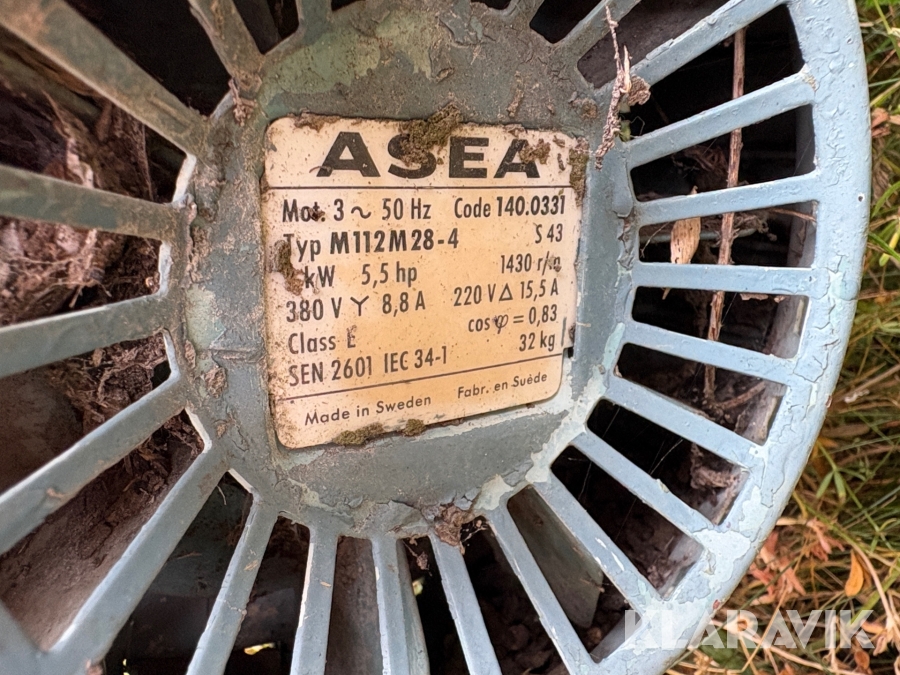 ASEA
Mot. 3 ~ 50 Hz Code 140.0331
Typ M112M28-4 S 43
kW 5,5 hp 1430 r/
380 V Y 8,8 A 220 V Δ 15,5 A
Class E cos φ = 0,83
SEN 2601 IEC 34-1 32 kg
Made in Sweden Fabr. en Suède
KLARAVIK